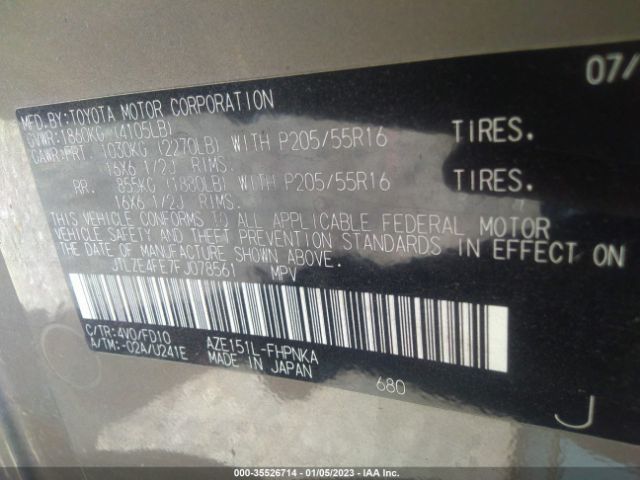 MFD. BY: TOYOTA MOTOR CORPORATION 07/
GVWR: 1860KG (4105LB)
GAWR: FRT. 1030KG (2270LB) WITH P205/55R16 TIRES.
16X6 1/2J RIMS.
RR. 855KG (1880LB) WITH P205/55R16 TIRES.
16X6 1/2J RIMS.
THIS VEHICLE CONFORMS TO ALL APPLICABLE FEDERAL MOTOR
VEHICLE SAFETY AND THEFT PREVENTION STANDARDS IN EFFECT ON
THE DATE OF MANUFACTURE SHOWN ABOVE.
JTLZE4FE7FJ078561 MPV
C/TR: 4V0/FD10 AZE151L-FHPNKA
A/TM: -02A/U241E MADE IN JAPAN
680
J
000-35526714 - 01/05/2023 - IAA Inc.